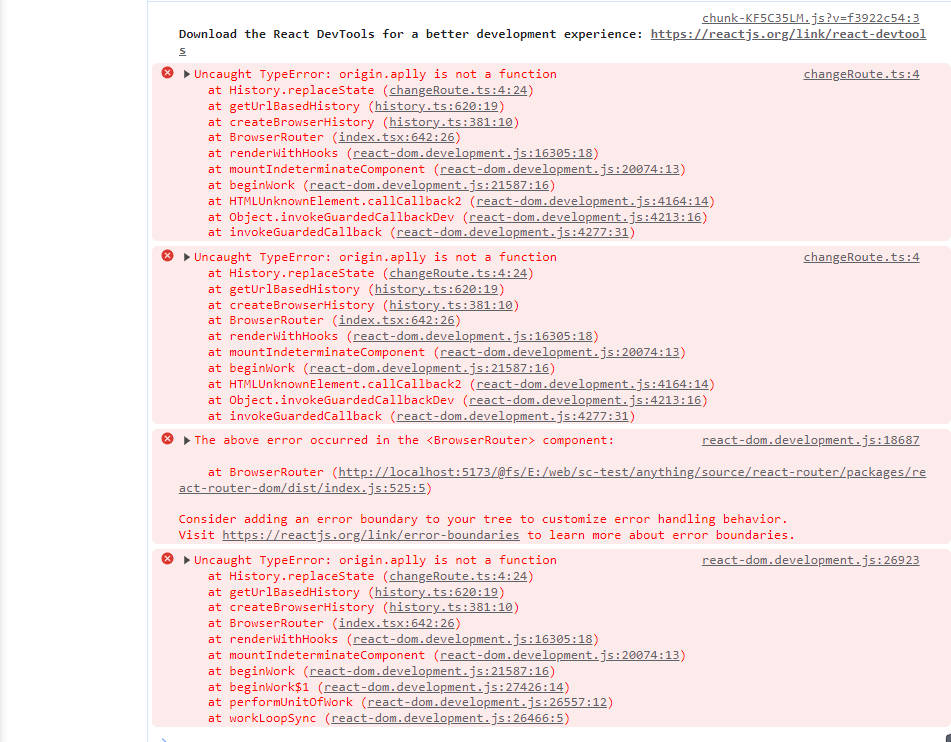 chunk-KF5C35LM.js?v=f3922c54:3
Download the React DevTools for a better development experience: https://reactjs.org/link/react-devtool
s
Uncaught TypeError: origin.aplly is not a function changeRoute.ts:4
at History.replaceState (changeRoute.ts:4:24)
at getUrlBasedHistory (history.ts:620:19)
at createBrowserHistory (history.ts:381:10)
at BrowserRouter (index.tsx:642:26)
at renderWithHooks (react-dom.development.js:16305:18)
at mountIndeterminateComponent (react-dom.development.js:20074:13)
at beginWork (react-dom.development.js:21587:16)
at HTMLUnknownElement.callCallback2 (react-dom.development.js:4164:14)
at Object.invokeGuardedCallbackDev (react-dom.development.js:4213:16)
at invokeGuardedCallback (react-dom.development.js:4277:31)
Uncaught TypeError: origin.aplly is not a function changeRoute.ts:4
at History.replaceState (changeRoute.ts:4:24)
at getUrlBasedHistory (history.ts:620:19)
at createBrowserHistory (history.ts:381:10)
at BrowserRouter (index.tsx:642:26)
at renderWithHooks (react-dom.development.js:16305:18)
at mountIndeterminateComponent (react-dom.development.js:20074:13)
at beginWork (react-dom.development.js:21587:16)
at HTMLUnknownElement.callCallback2 (react-dom.development.js:4164:14)
at Object.invokeGuardedCallbackDev (react-dom.development.js:4213:16)
at invokeGuardedCallback (react-dom.development.js:4277:31)
The above error occurred in the <BrowserRouter> component: react-dom.development.js:18687
at BrowserRouter (http://localhost:5173/@fs/E:/web/sc-test/anything/source/react-router/packages/re
act-router-dom/dist/index.js:525:5)
Consider adding an error boundary to your tree to customize error handling behavior.
Visit https://reactjs.org/link/error-boundaries to learn more about error boundaries.
Uncaught TypeError: origin.aplly is not a function react-dom.development.js:26923
at History.replaceState (changeRoute.ts:4:24)
at getUrlBasedHistory (history.ts:620:19)
at createBrowserHistory (history.ts:381:10)
at BrowserRouter (index.tsx:642:26)
at renderWithHooks (react-dom.development.js:16305:18)
at mountIndeterminateComponent (react-dom.development.js:20074:13)
at beginWork (react-dom.development.js:21587:16)
at beginWork$1 (react-dom.development.js:27426:14)
at performUnitOfWork (react-dom.development.js:26557:12)
at workLoopSync (react-dom.development.js:26466:5)